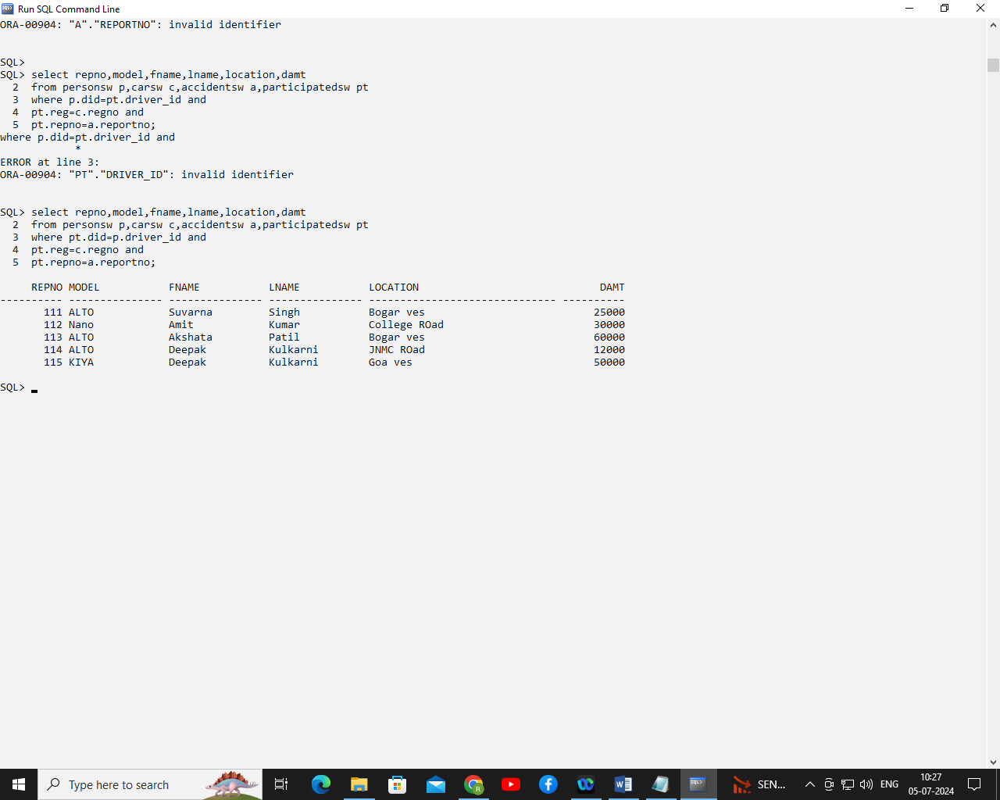 Run SQL Command Line
ORA-00904: "A"."REPORTNO": invalid identifier
SQL>
SQL> select repno,model,fname,lname,location,damt
2 from personsw p,carsw c,accidentsw a,participatedsw pt
3 where p.did=pt.driver_id and
4 pt.reg=c.regno and
5 pt.repno=a.reportno;
where p.did=pt.driver_id and
*
ERROR at line 3:
ORA-00904: "PT"."DRIVER_ID": invalid identifier
SQL> select repno,model,fname,lname,location,damt
2 from personsw p,carsw c,accidentsw a,participatedsw pt
3 where pt.did=p.driver_id and
4 pt.reg=c.regno and
5 pt.repno=a.reportno;
REPNO MODEL FNAME LNAME LOCATION DAMT
---------- --------------- --------------- --------------- ------------------------------ ----------
111 ALTO Suvarna Singh Bogar ves 25000
112 Nano Amit Kumar College ROad 30000
113 ALTO Akshata Patil Bogar ves 60000
114 ALTO Deepak Kulkarni JNMC ROad 12000
115 KIYA Deepak Kulkarni Goa ves 50000
SQL>
Type here to search
SEN...
ENG
10:27
05-07-2024